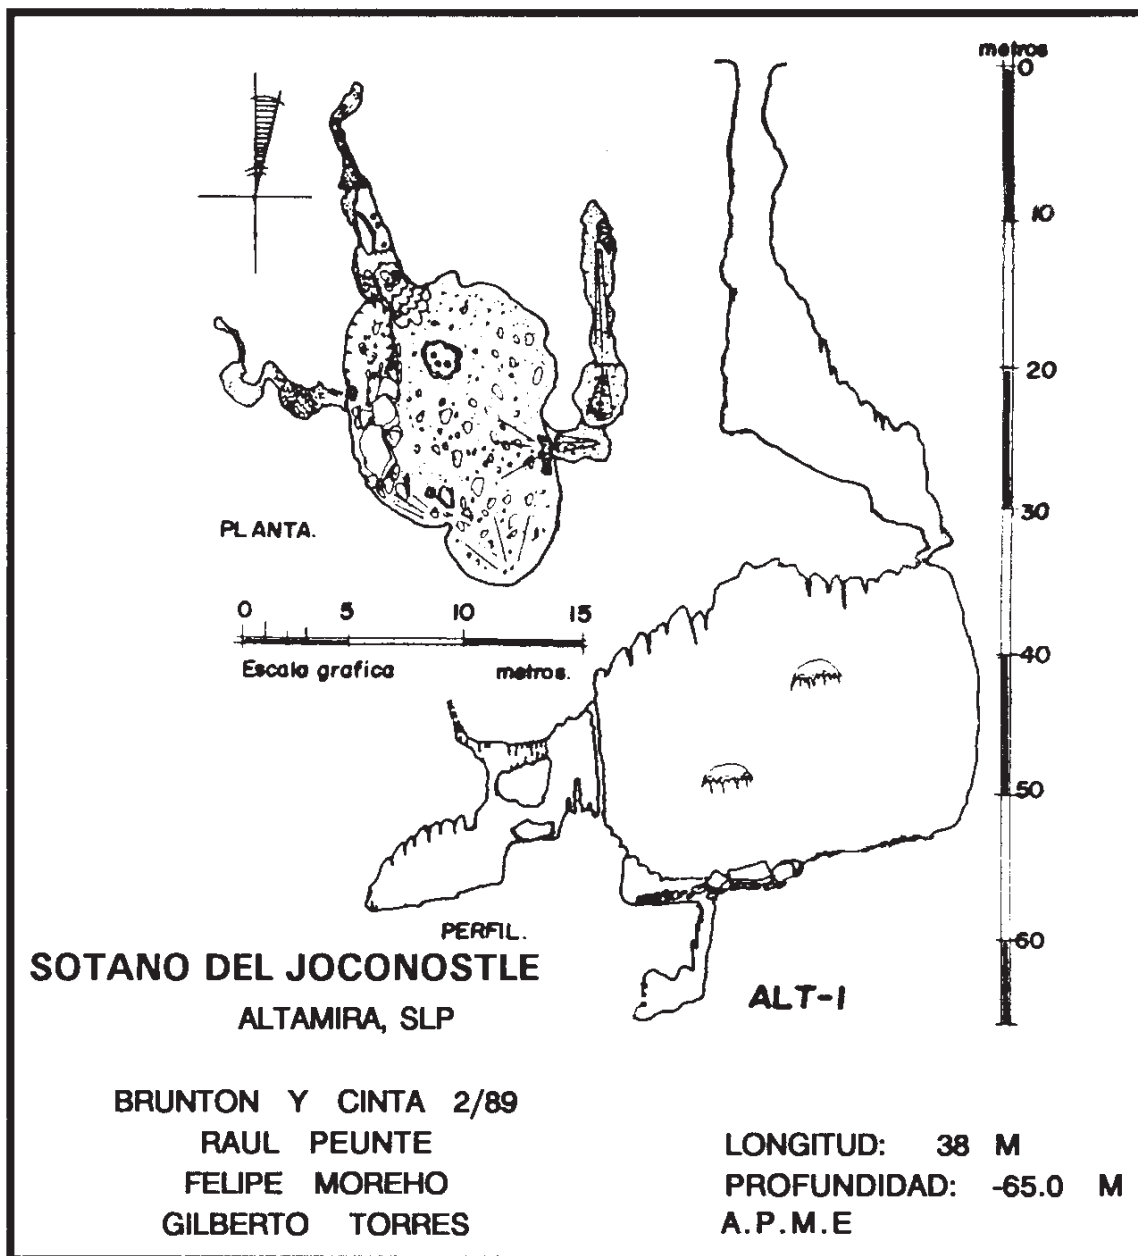 metros
0
10
20
30
40
50
60
PLANTA.
0 5 10 15
Escala grafica metros.
PERFIL.
ALT-1
SOTANO DEL JOCONOSTLE
ALTAMIRA, SLP
BRUNTON Y CINTA 2/89
RAUL PEUNTE
FELIPE MOREHO
GILBERTO TORRES
LONGITUD: 38 M
PROFUNDIDAD: -65.0 M
A.P.M.E